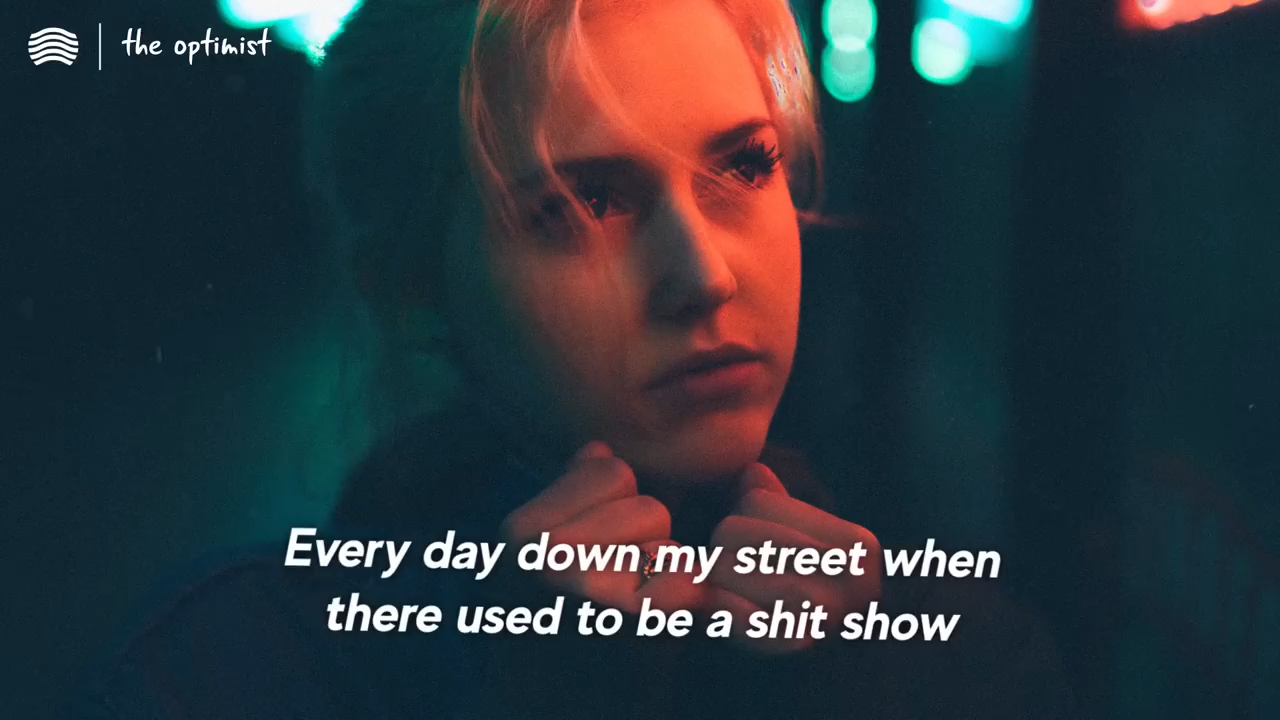 the optimist
Every day down my street when
there used to be a shit show